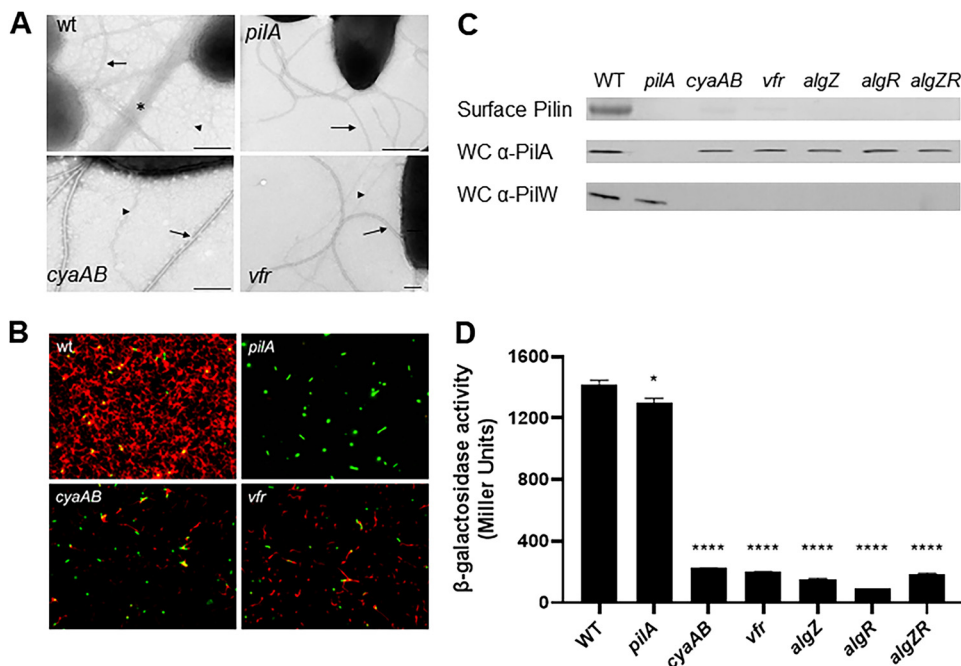 A
wt
pilA
*
cyaAB
vfr
B
wt
pilA
cyaAB
vfr
C
WT pilA cyaAB vfr algZ algR algZR
Surface Pilin
WC α-PilA
WC α-PilW
D
β-galactosidase activity
(Miller Units)
1600
1200
800
400
0
*
**** **** **** **** ****
WT pilA cyaAB vfr algZ algR algZR